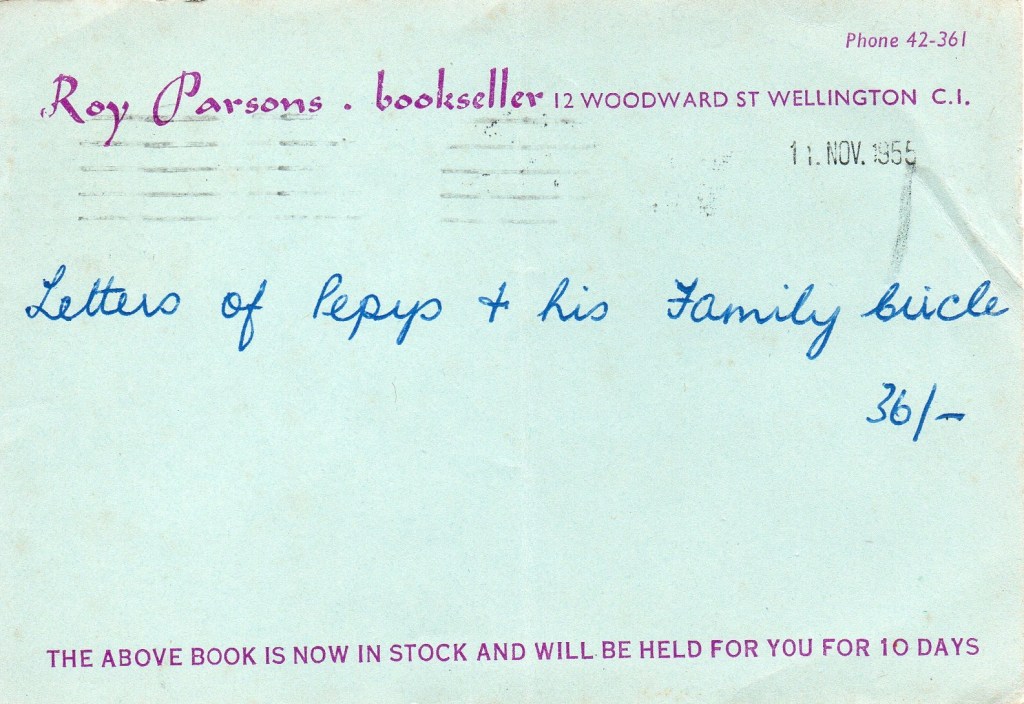 Phone 42-361
Roy Parsons . bookseller 12 WOODWARD ST WELLINGTON C.I.
11. NOV. 1955
Letters of Pepys + his Family Circle
36/-
THE ABOVE BOOK IS NOW IN STOCK AND WILL BE HELD FOR YOU FOR 10 DAYS